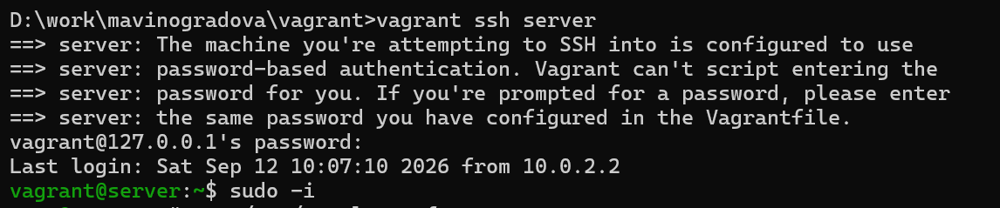 D:\work\mavinogradova\vagrant>vagrant ssh server
==> server: The machine you're attempting to SSH into is configured to use
==> server: password-based authentication. Vagrant can't script entering the
==> server: password for you. If you're prompted for a password, please enter
==> server: the same password you have configured in the Vagrantfile.
vagrant@127.0.0.1's password:
Last login: Sat Sep 12 10:07:10 2026 from 10.0.2.2
vagrant@server:~$ sudo -i